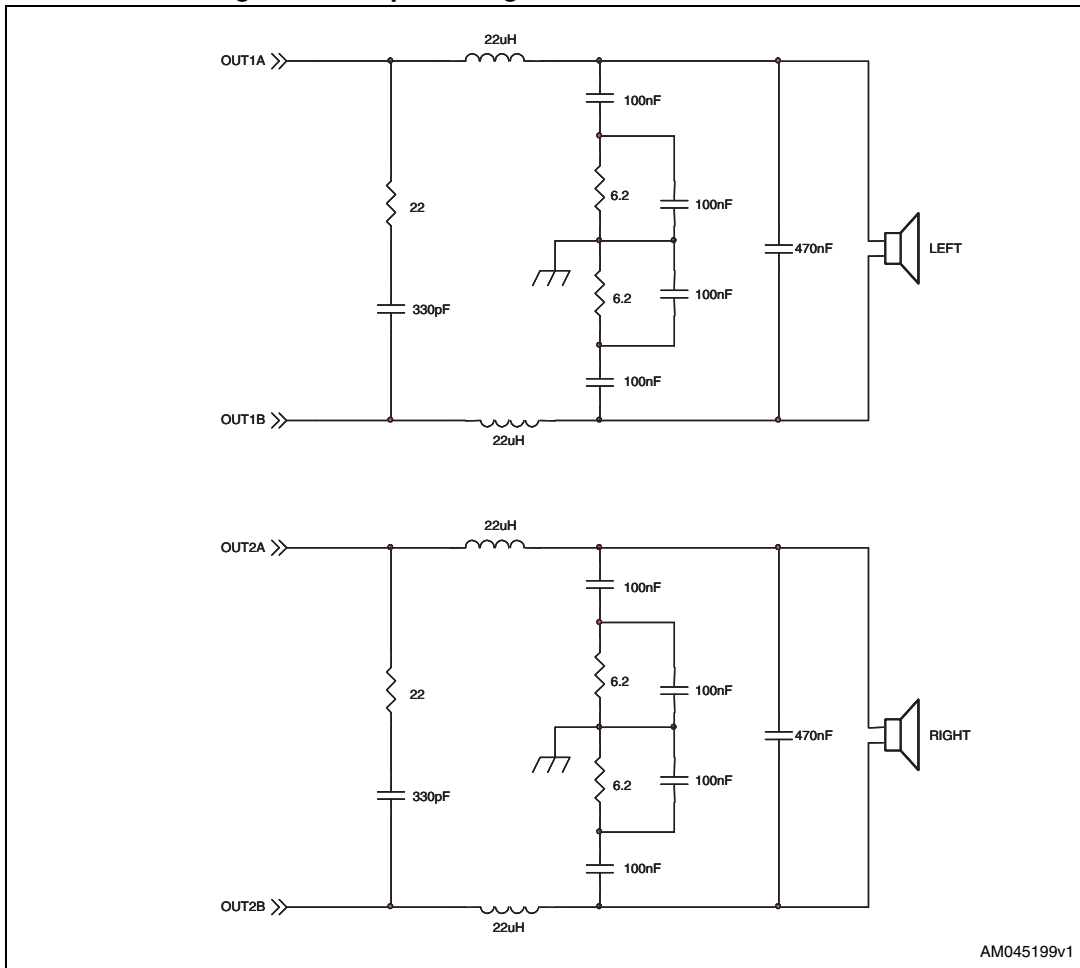 22uH
OUT1A
100nF
22
6.2
100nF
470nF
LEFT
330pF
6.2
100nF
100nF
OUT1B
22uH
22uH
OUT2A
100nF
22
6.2
100nF
470nF
RIGHT
330pF
6.2
100nF
100nF
OUT2B
22uH
AM045199v1